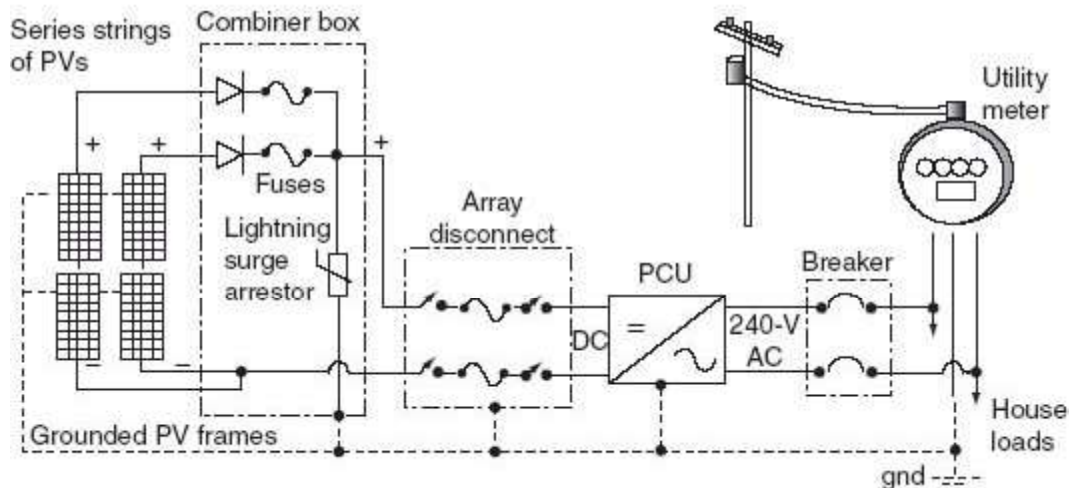 Series strings
of PVs
Combiner box
+
+
Fuses
+
Lightning
surge
arrestor
Array
disconnect
PCU
Breaker
Utility
meter
DC
=
240-V
AC
–
–
Grounded PV frames
House
loads
gnd